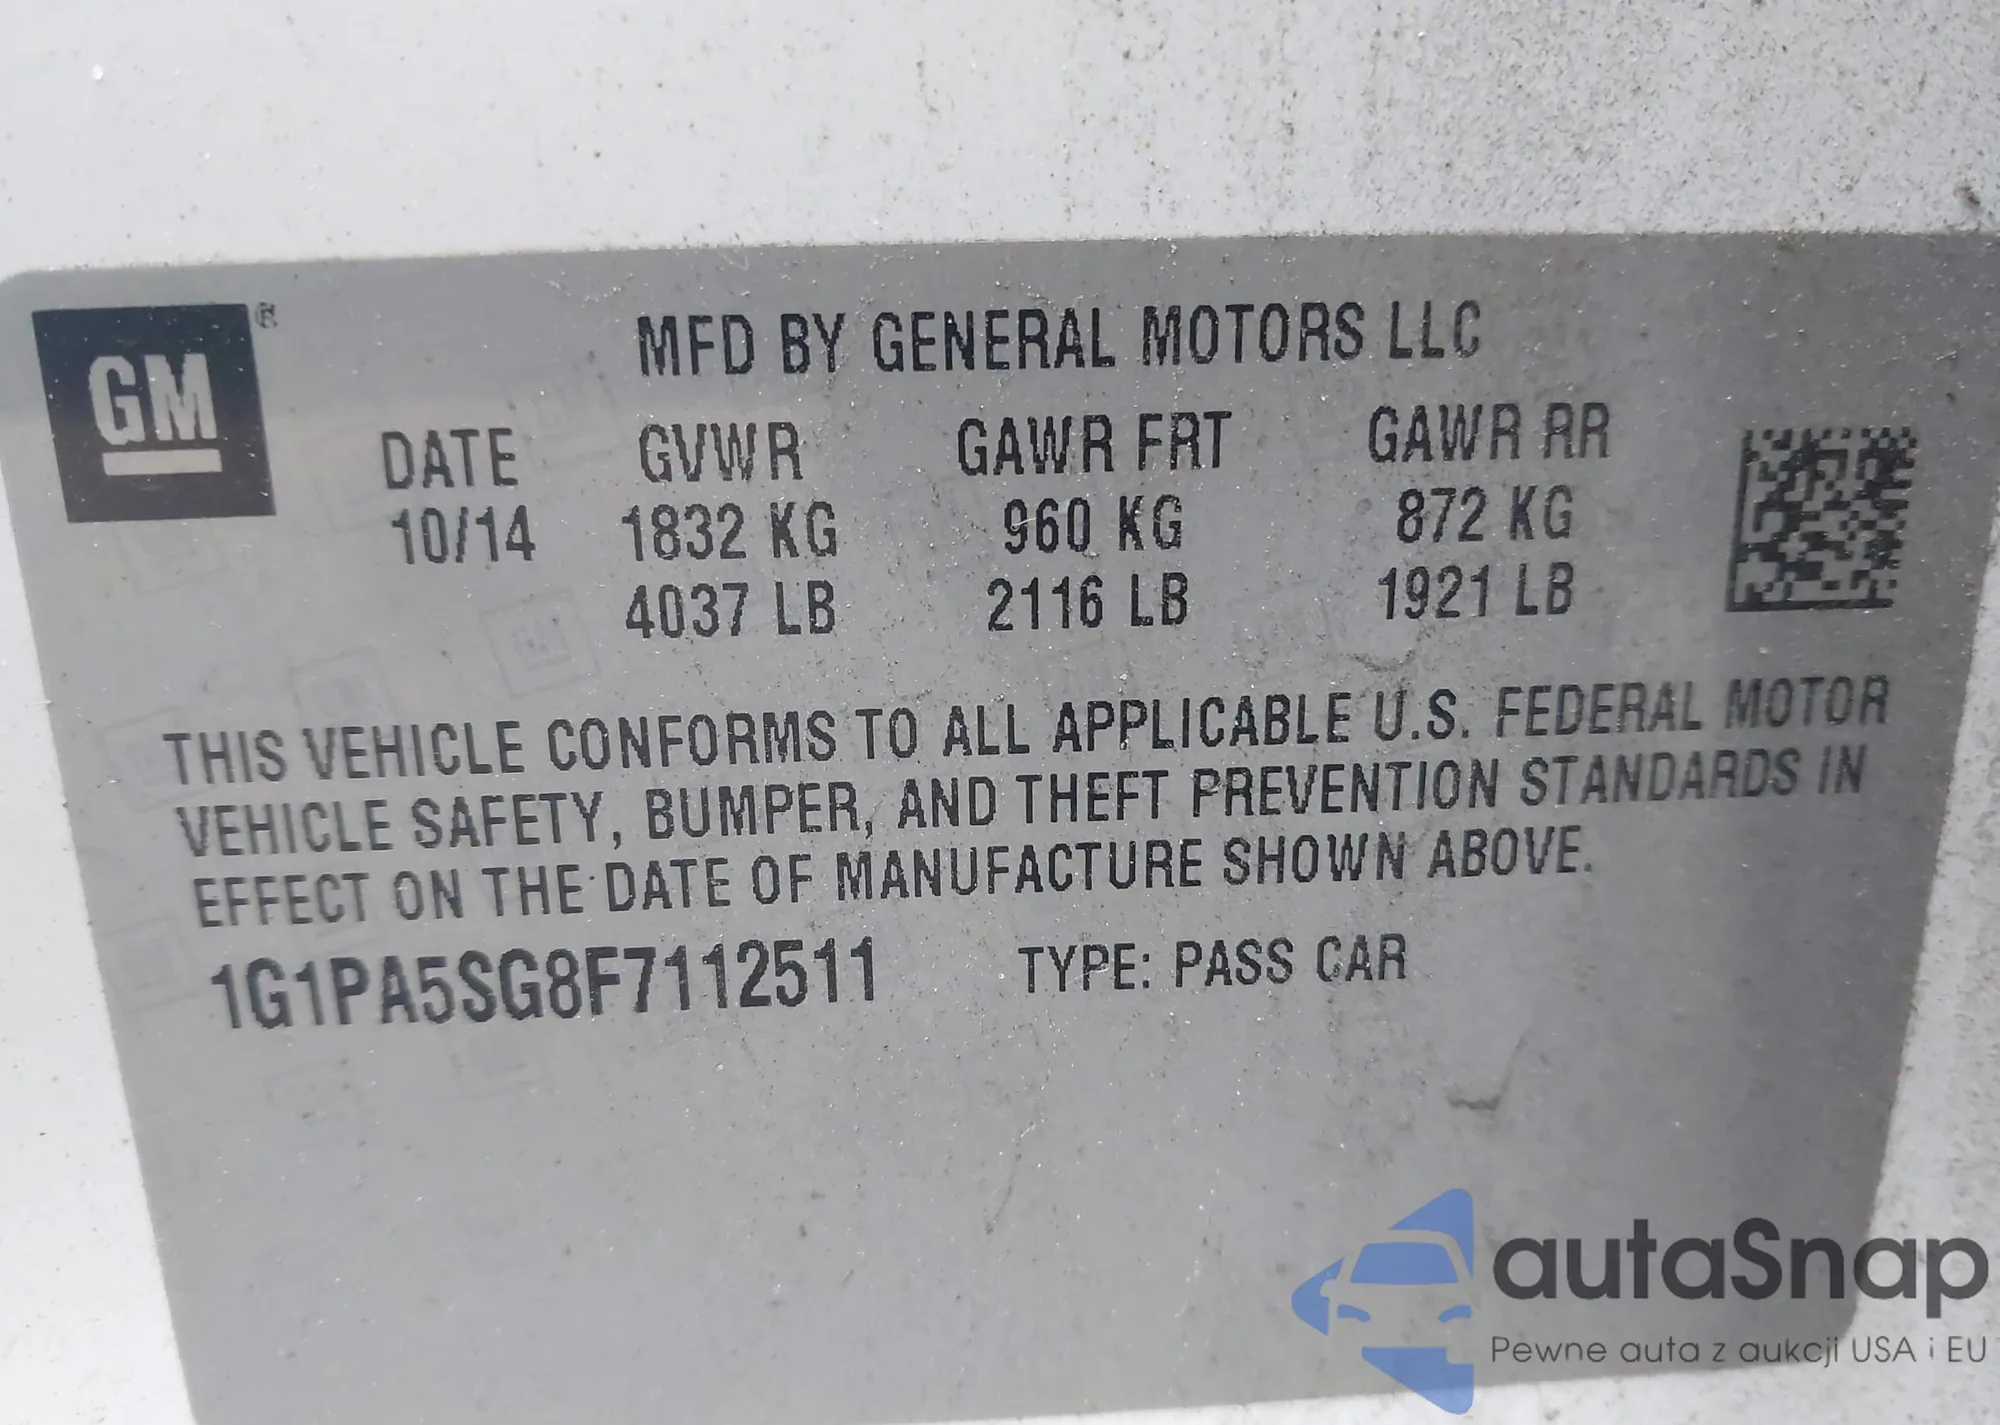 GM ®
MFD BY GENERAL MOTORS LLC
DATE GVWR GAWR FRT GAWR RR
10/14 1832 KG 960 KG 872 KG
4037 LB 2116 LB 1921 LB
THIS VEHICLE CONFORMS TO ALL APPLICABLE U.S. FEDERAL MOTOR
VEHICLE SAFETY, BUMPER, AND THEFT PREVENTION STANDARDS IN
EFFECT ON THE DATE OF MANUFACTURE SHOWN ABOVE.
1G1PA5SG8F7112511 TYPE: PASS CAR
autaSnap
Pewne auta z aukcji USA i EU